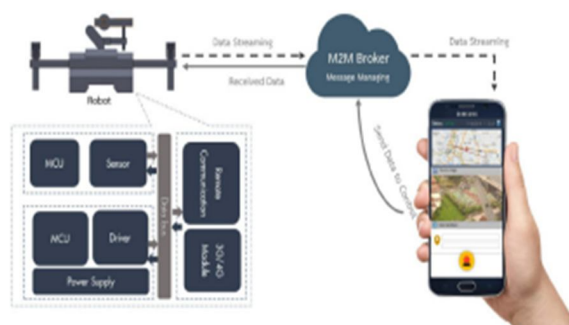 Data Streaming
Data Streaming
M2M Broker
Message Managing
Received Data
Robot
Send Data to Control
MCU
Sensor
Remote
Communication
Data bus
MCU
Driver
3G/4G
Module
Power Supply